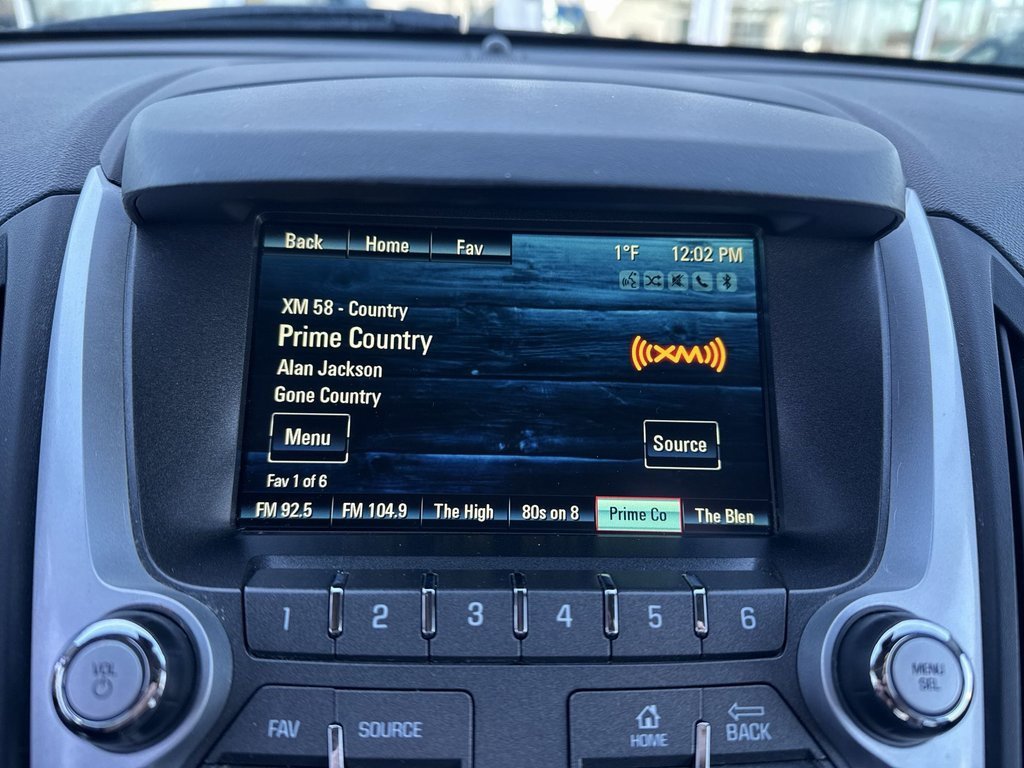 Back Home Fav 1°F 12:02 PM
XM 58 - Country
Prime Country
XM
Alan Jackson
Gone Country
Menu Source
Fav 1 of 6
FM 92.5 FM 104.9 The High 80s on 8 Prime Co The Blen
1 2 3 4 5 6
VOL
MENU
SEL
FAV SOURCE
HOME BACK